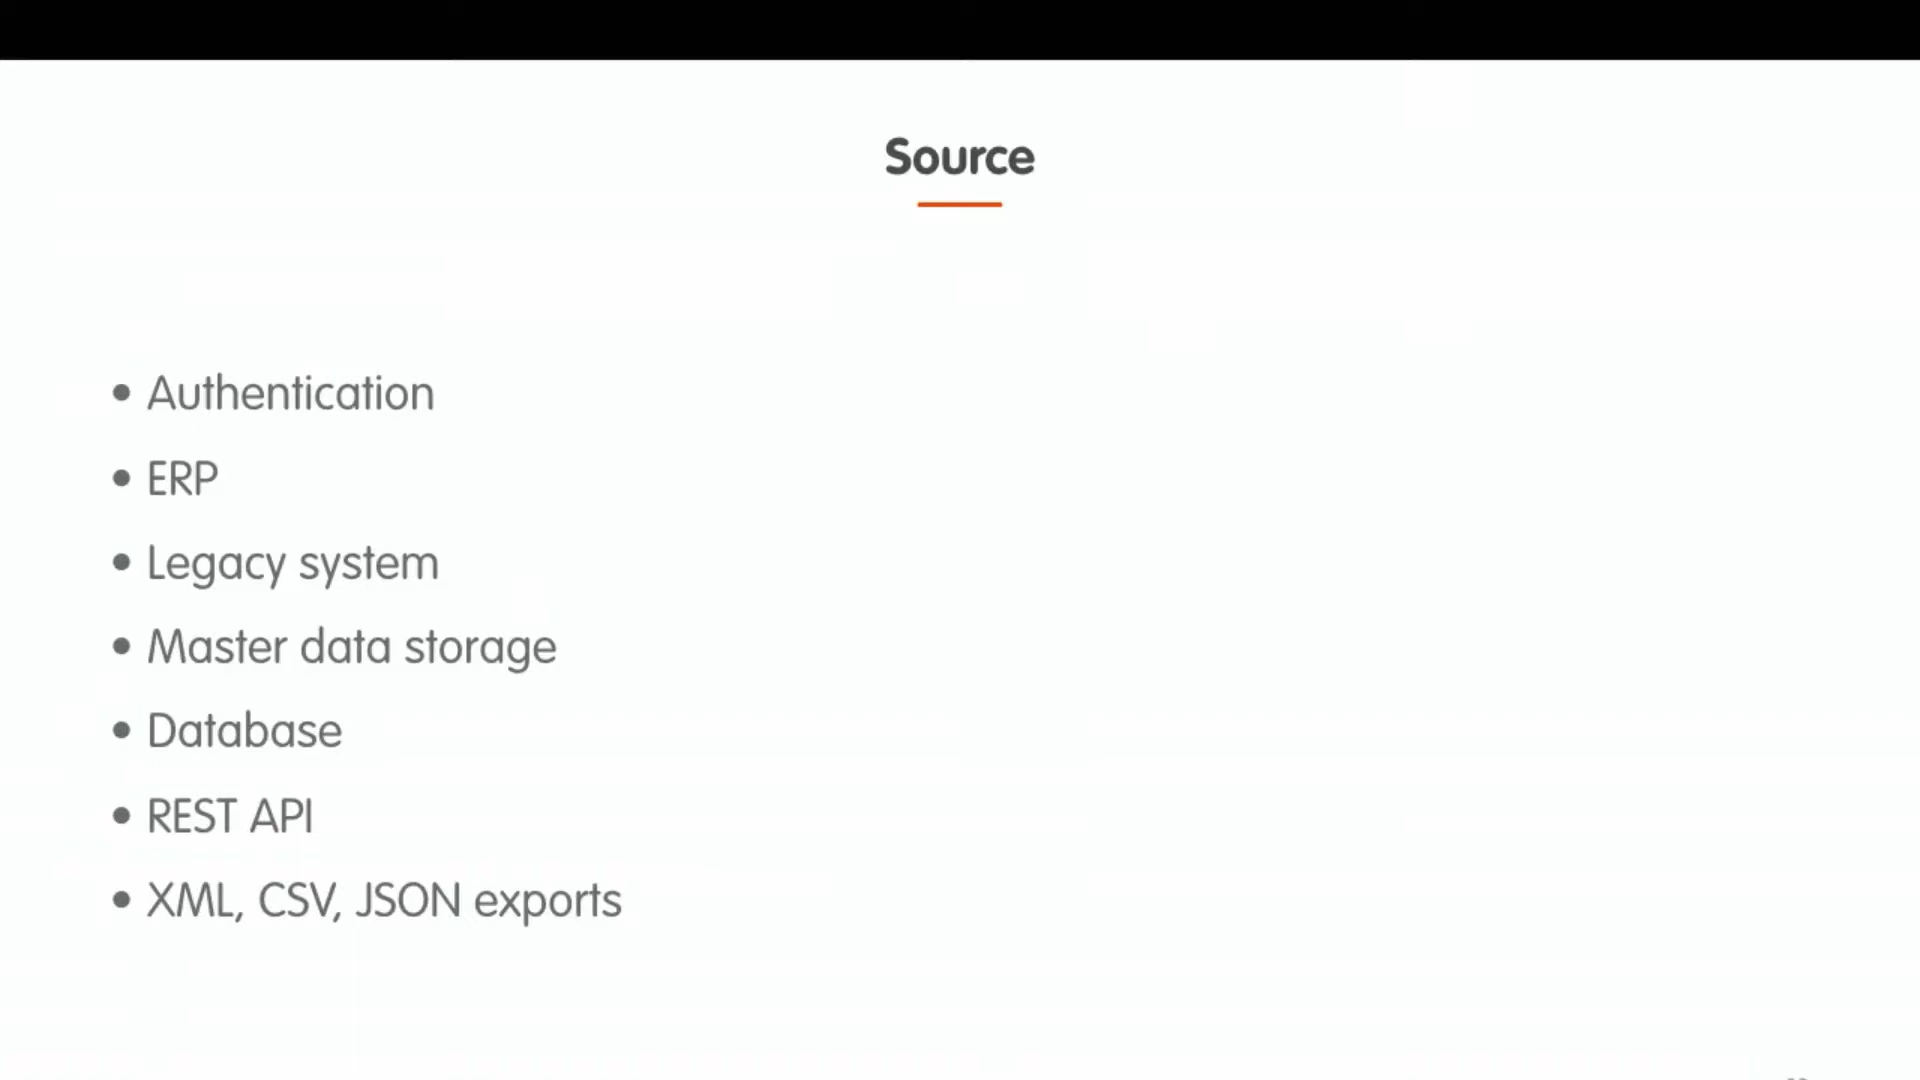 Source
• Authentication
• ERP
• Legacy system
• Master data storage
• Database
• REST API
• XML, CSV, JSON exports